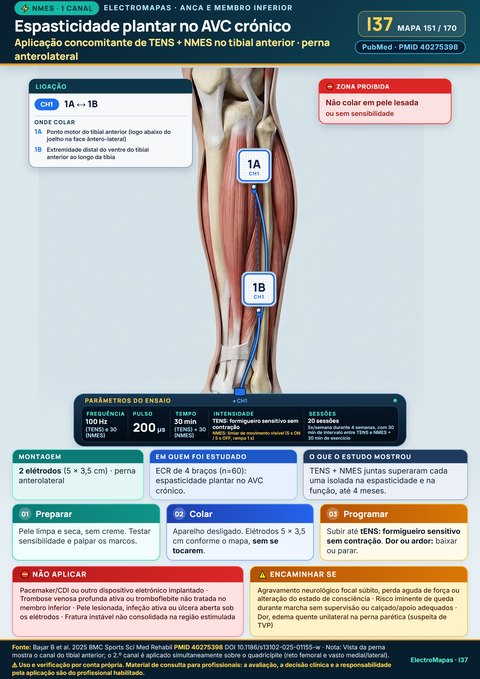 NMES · 1 CANAL
ELECTROMAPAS · ANCA E MEMBRO INFERIOR
Espasticidade plantar no AVC crónico
Aplicação concomitante de TENS + NMES no tibial anterior · perna
anterolateral
I37 MAPA 151 / 170
PubMed · PMID 40275398
LIGAÇÃO
CH1 1A ↔ 1B
ONDE COLAR
1A Ponto motor do tibial anterior (logo abaixo do
joelho na face ântero-lateral)
1B Extremidade distal do ventre do tibial
anterior ao longo da tíbia
ZONA PROIBIDA
Não colar em pele lesada
ou sem sensibilidade
1A
CH1
1B
CH1
PARÂMETROS DO ENSAIO
CH1
FREQUÊNCIA
100 Hz
(TENS) e 30
(NMES)
PULSO
200 µs
TEMPO
30 min
(TENS) + 30
(NMES)
INTENSIDADE
TENS: formigueiro sensitivo sem
contração
NMES: limiar de movimento visível (5 s ON
/ 5 s OFF, rampa 1 s)
SESSÕES
20 sessões
5x/semana durante 4 semanas, com 30
min de intervalo entre TENS e NMES +
30 min de exercício
MONTAGEM
2 elétrodos (5 × 3,5 cm) · perna
anterolateral
EM QUEM FOI ESTUDADO
ECR de 4 braços (n=60):
espasticidade plantar no AVC
crónico.
O QUE O ESTUDO MOSTROU
TENS + NMES juntas superaram cada
uma isolada na espasticidade e na
função, até 4 meses.
01 Preparar
Pele limpa e seca, sem creme. Testar
sensibilidade e palpar os marcos.
02 Colar
Aparelho desligado. Elétrodos 5 × 3,5
cm conforme o mapa, sem se
tocarem.
03 Programar
Subir até tENS: formigueiro sensitivo
sem contração. Dor ou ardor: baixar
ou parar.
NÃO APLICAR
Pacemaker/CDI ou outro dispositivo eletrónico implantado ·
Trombose venosa profunda ativa ou tromboflebite não tratada no
membro inferior · Pele lesionada, infeção ativa ou úlcera aberta sob
os elétrodos · Fratura instável não consolidada na região estimulada
ENCAMINHAR SE
Agravamento neurológico focal súbito, perda aguda de força ou
alteração do estado de consciência · Risco iminente de queda
durante marcha sem supervisão ou calçado/apoio adequados ·
Dor, edema quente unilateral na perna parética (suspeita de
TVP)
Fonte: Başar B et al. 2025 BMC Sports Sci Med Rehabil PMID 40275398 DOI 10.1186/s13102-025-01155-w · Nota: Vista da perna
mostra o canal do tibial anterior; o 2.º canal é aplicado simultaneamente sobre o quadricípite (reto femoral e vasto medial/lateral).
Uso e verificação por conta própria. Material de consulta para profissionais: a avaliação, a decisão clínica e a responsabilidade
pela aplicação são do profissional habilitado.
ElectroMapas · I37